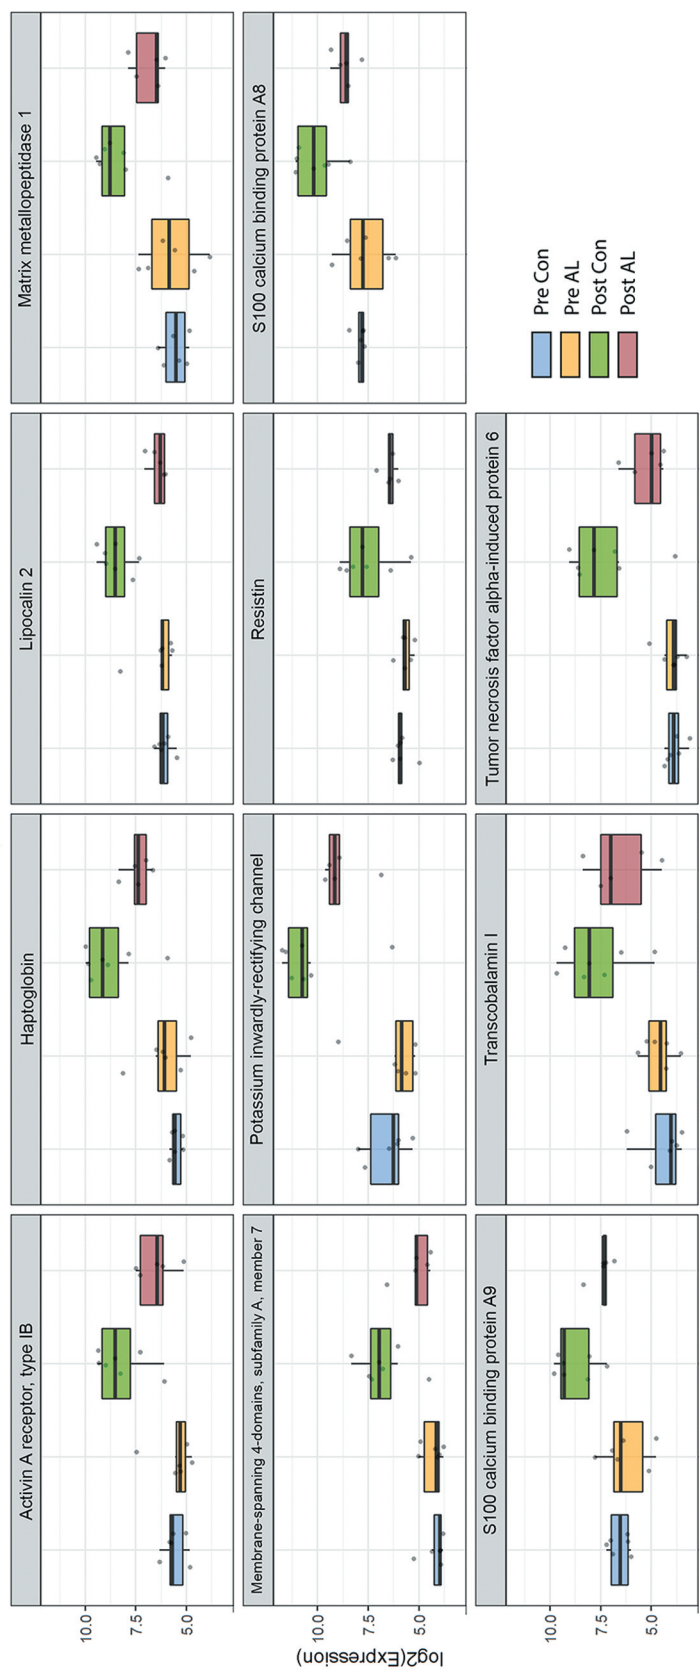 Activin A receptor, type IB
Haptoglobin
Lipocalin 2
Matrix metallopeptidase 1
10.0
7.5
5.0
Membrane-spanning 4-domains, subfamily A, member 7
Potassium inwardly-rectifying channel
Resistin
S100 calcium binding protein A8
log2(Expression)
10.0
7.5
5.0
S100 calcium binding protein A9
Transcobalamin I
Tumor necrosis factor alpha-induced protein 6
10.0
7.5
5.0
Pre Con
Pre AL
Post Con
Post AL